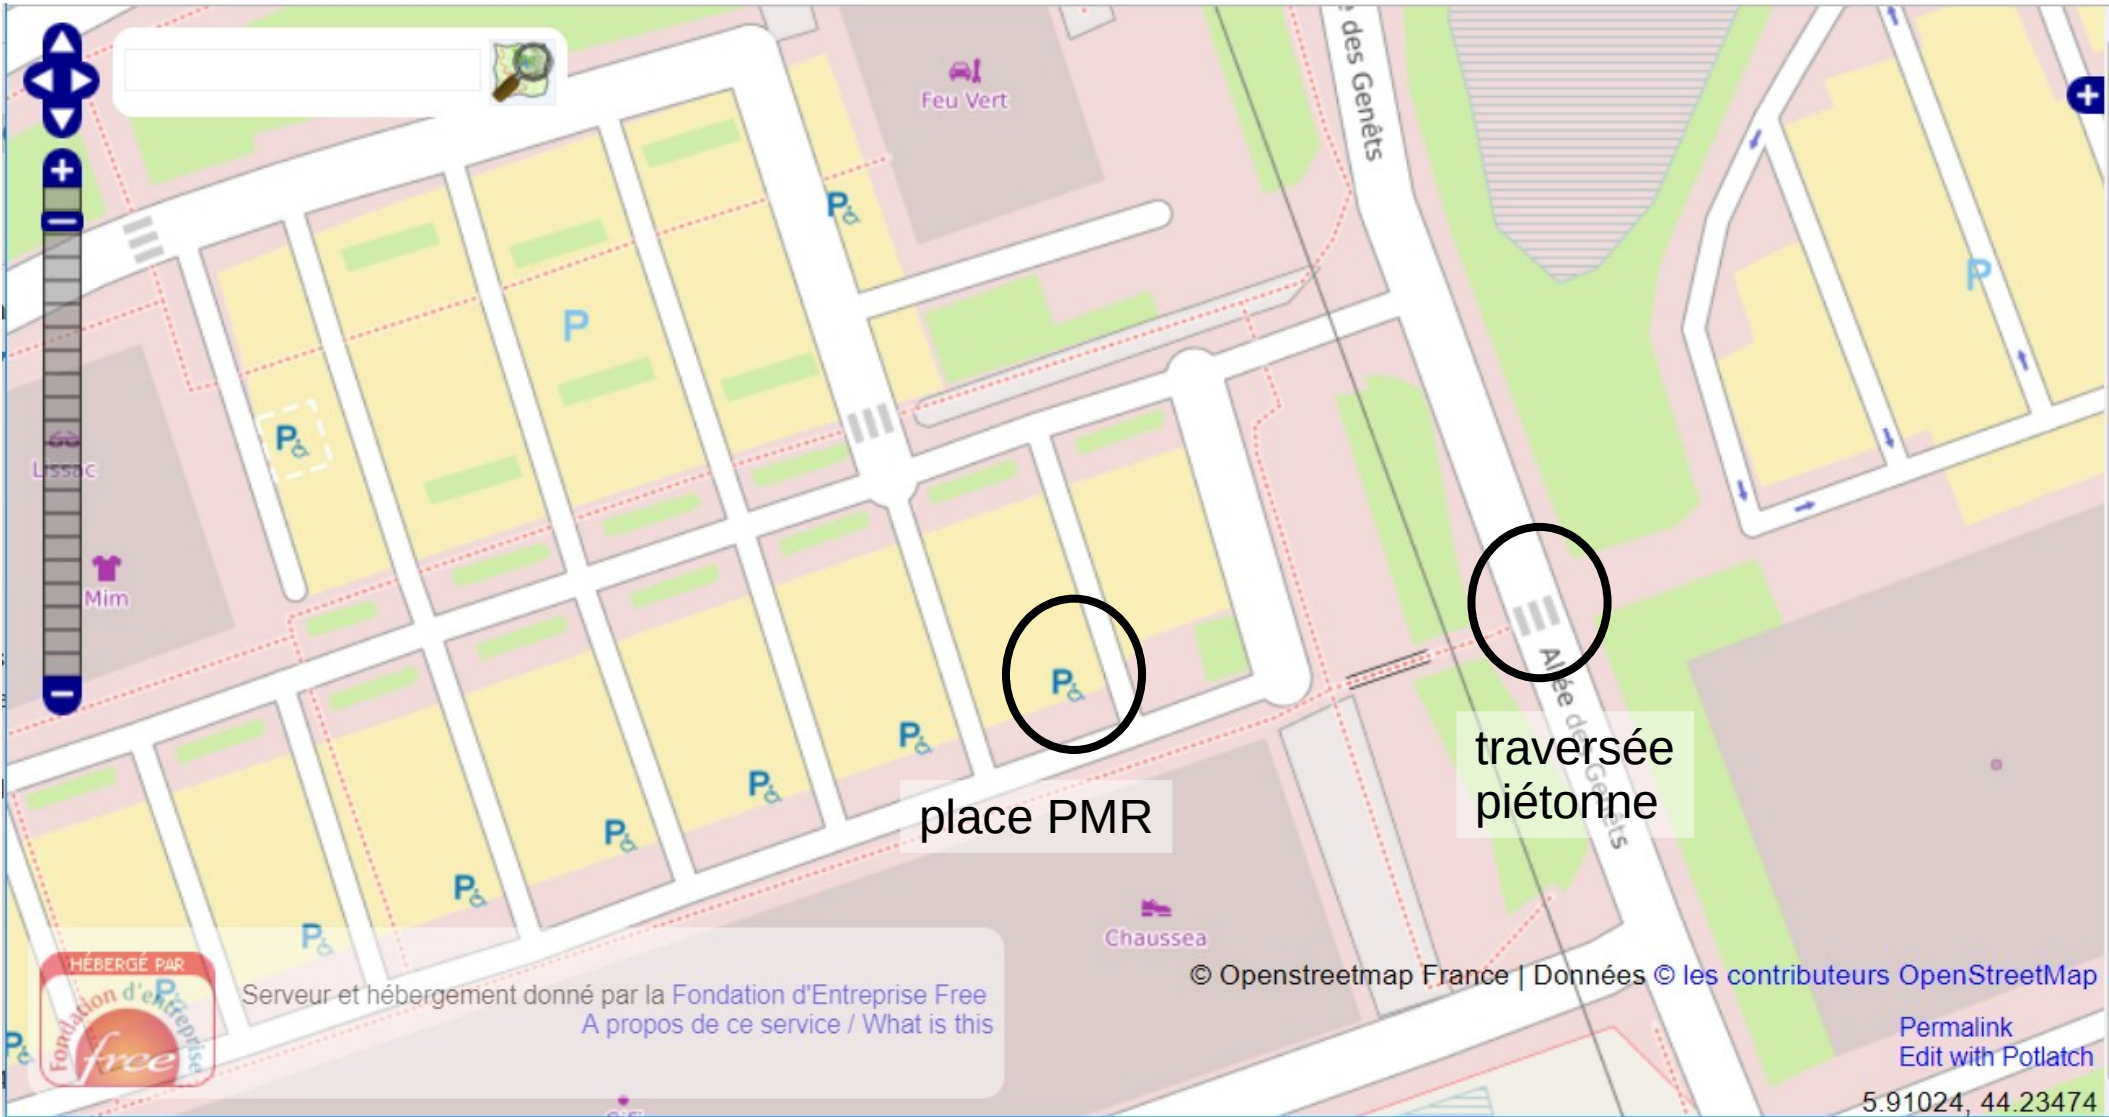 Feu Vert
e des Genêts
P
P
P
P
Lissac
Mim
P
P
P
P
P
P
P
P
P
place PMR
traversée
piétonne
Allée des Genêts
Chaussea
HÉBERGÉ PAR
Fondation d'entreprise
free
Serveur et hébergement donné par la Fondation d'Entreprise Free
A propos de ce service / What is this
© Openstreetmap France | Données © les contributeurs OpenStreetMap
Permalink
Edit with Potlatch
5.91024, 44.23474